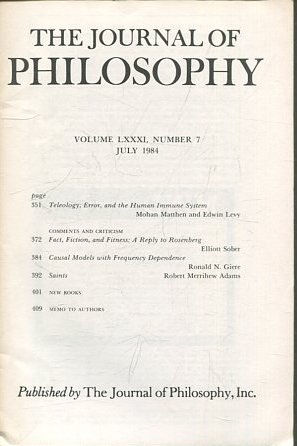 THE JOURNAL OF
PHILOSOPHY
VOLUME LXXXI, NUMBER 7
JULY 1984
page
351 Teleology, Error, and the Human Immune System
Mohan Matthen and Edwin Levy
COMMENTS AND CRITICISM
372 Fact, Fiction, and Fitness: A Reply to Rosenberg
Elliott Sober
384 Causal Models with Frequency Dependence
Ronald N. Giere
392 Saints Robert Merrihew Adams
401 NEW BOOKS
409 MEMO TO AUTHORS
Published by The Journal of Philosophy, Inc.